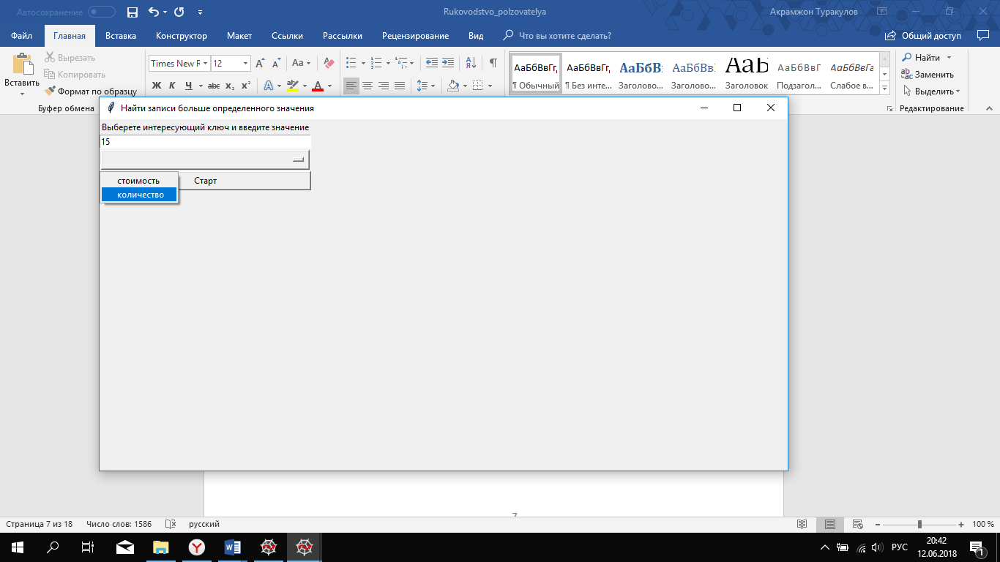 Автосохранение
Rukovodstvo_polzovatelya
Акрамжон Туракулов
Файл Главная Вставка Конструктор Макет Ссылки Рассылки Рецензирование Вид Что вы хотите сделать? Общий доступ
Вставить
Вырезать
Копировать
Формат по образцу
Буфер обмена
Times New R 12 Aa
Ж К Ч abc x₂ x² А ab А
АаБбВвГг, АаБбВвГг, АаБбВ АаБбВв АаЬ АаБбВвГ АаБбВвГг
¶ Обычный ¶ Без инте... Заголово... Заголово... Заголовок Подзагол... Слабое в...
Найти
Заменить
Выделить
Редактирование
Найти записи больше определенного значения
Выберете интересующий ключ и введите значение
15
стоимость
Старт
количество
7
Страница 7 из 18 Число слов: 1586 русский 100 %
РУС
20:42
12.06.2018
1